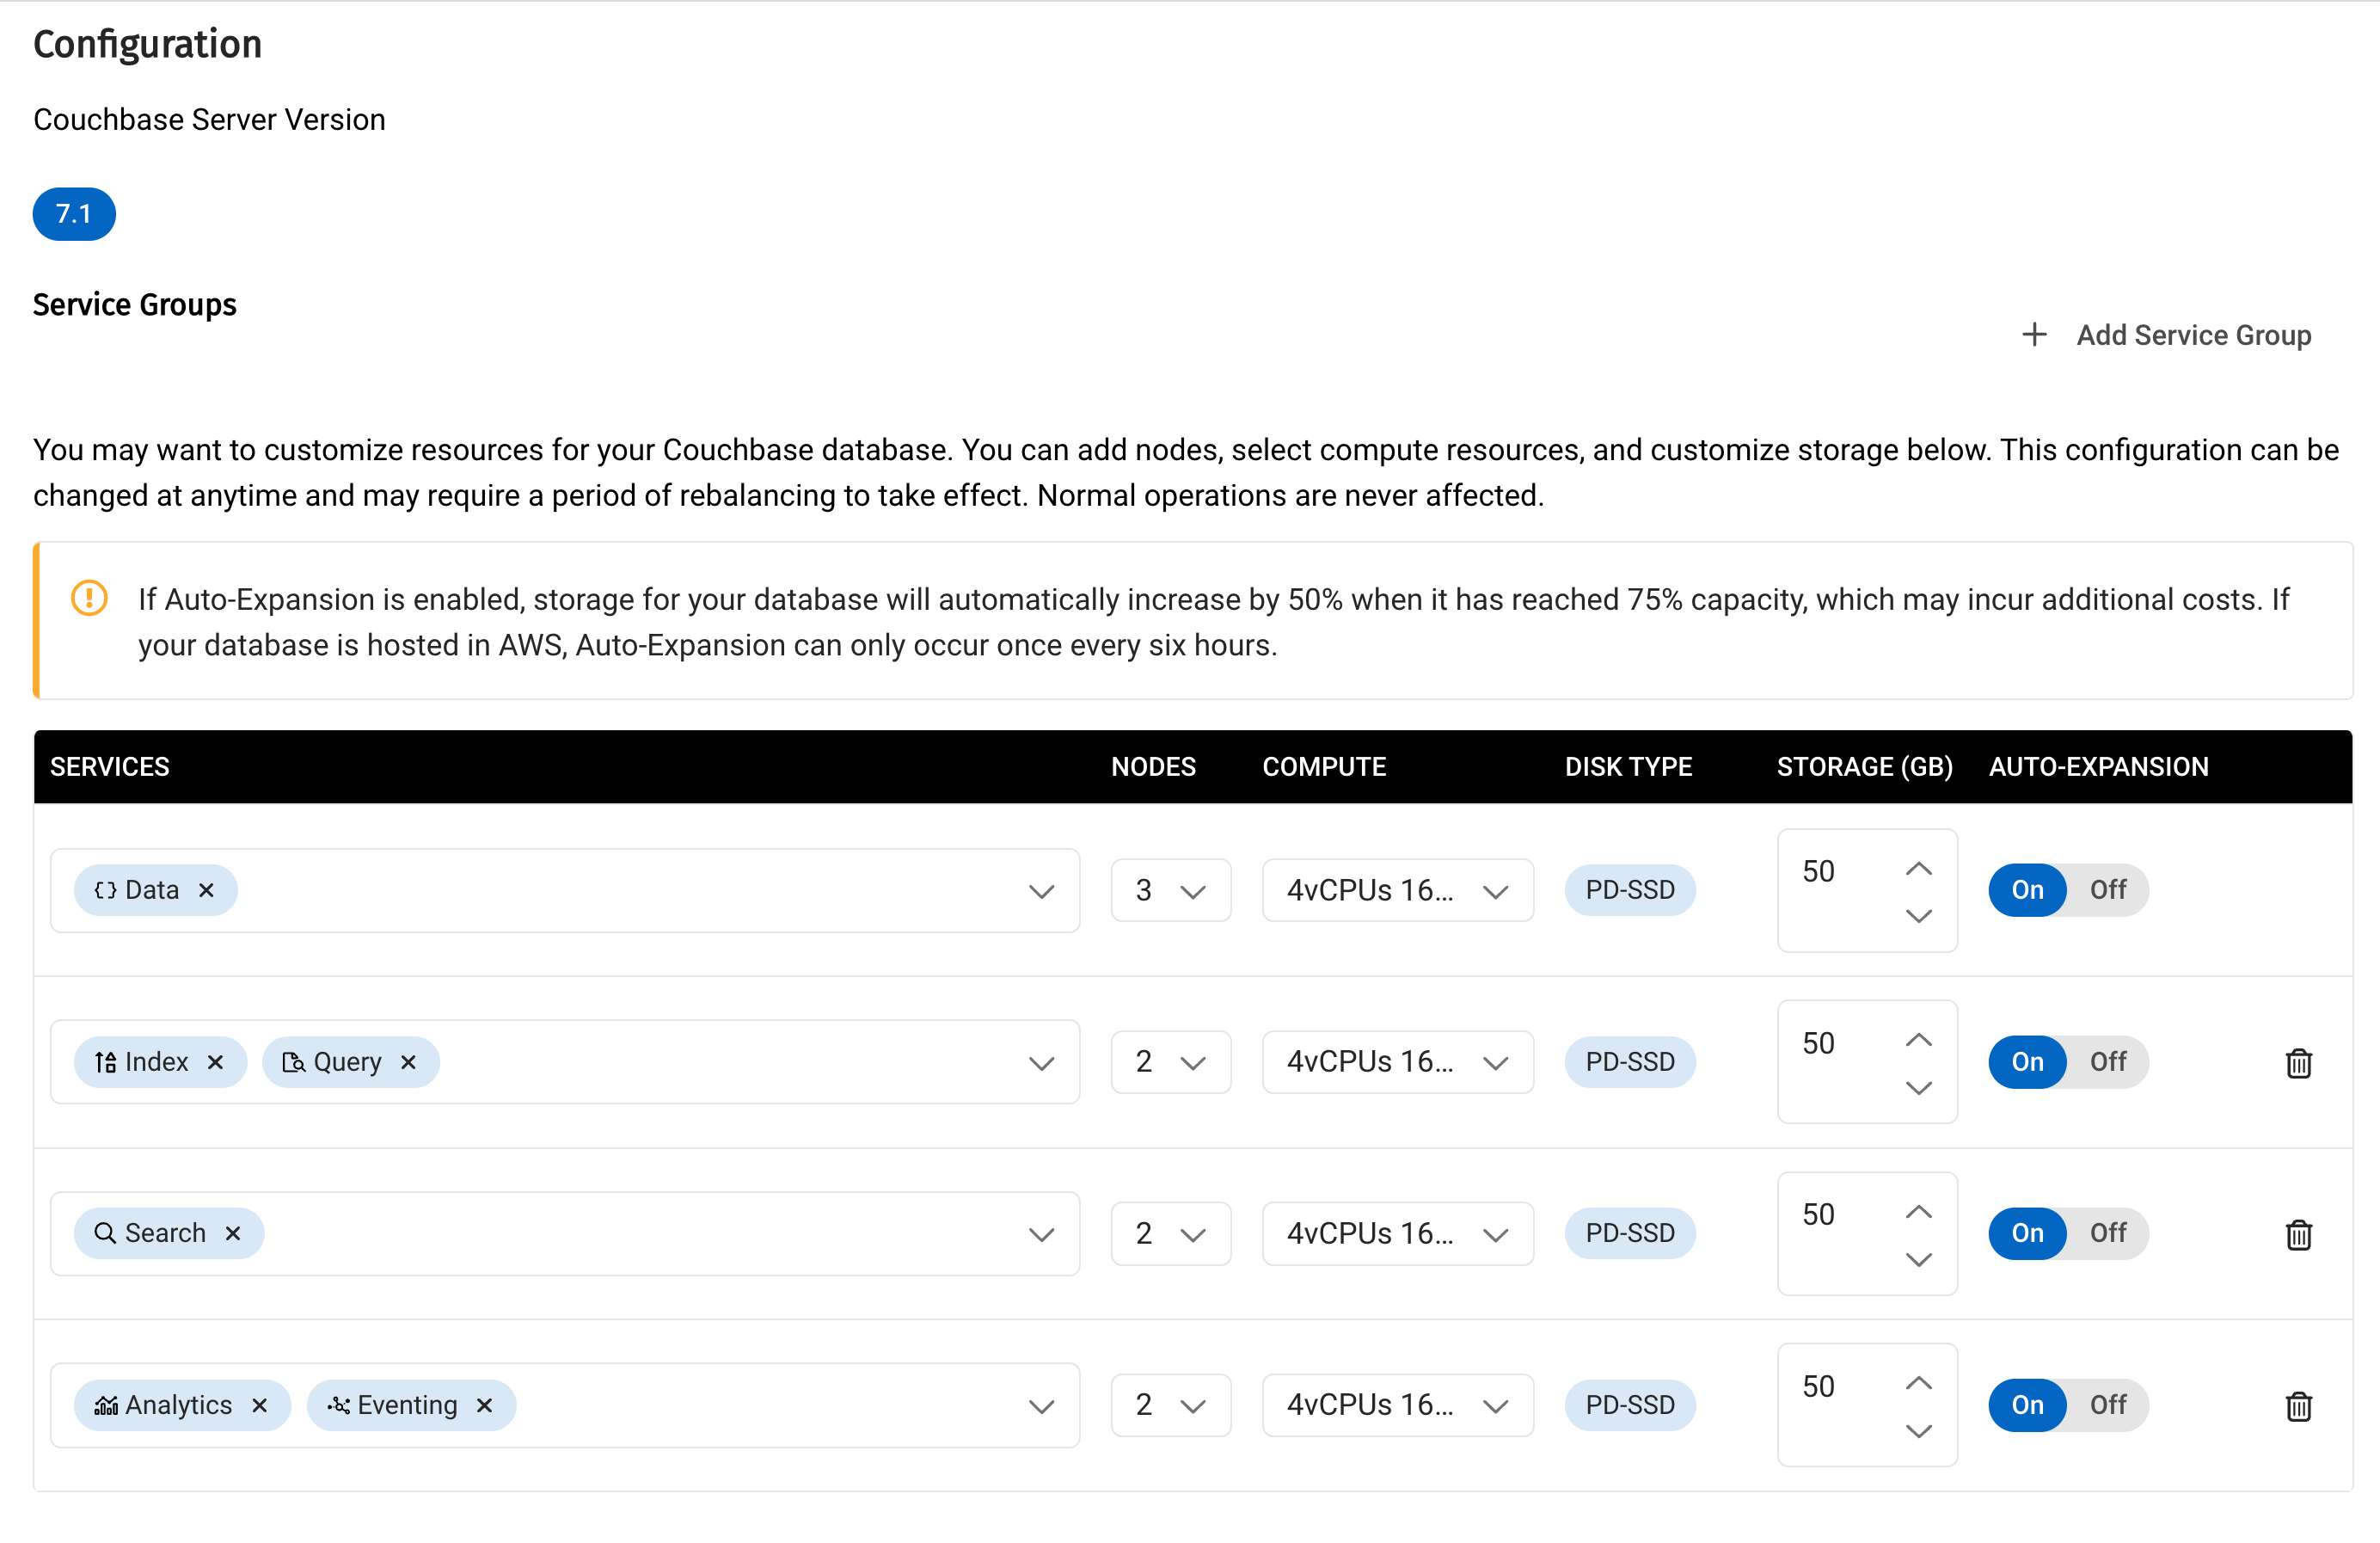 Configuration
Couchbase Server Version
7.1
Service Groups
Add Service Group
You may want to customize resources for your Couchbase database. You can add nodes, select compute resources, and customize storage below. This configuration can be
changed at anytime and may require a period of rebalancing to take effect. Normal operations are never affected.
If Auto-Expansion is enabled, storage for your database will automatically increase by 50% when it has reached 75% capacity, which may incur additional costs. If
your database is hosted in AWS, Auto-Expansion can only occur once every six hours.
SERVICES NODES COMPUTE DISK TYPE STORAGE (GB) AUTO-EXPANSION
Data 3 4vCPUs 16... PD-SSD 50 On Off
Index Query 2 4vCPUs 16... PD-SSD 50 On Off
Search 2 4vCPUs 16... PD-SSD 50 On Off
Analytics Eventing 2 4vCPUs 16... PD-SSD 50 On Off